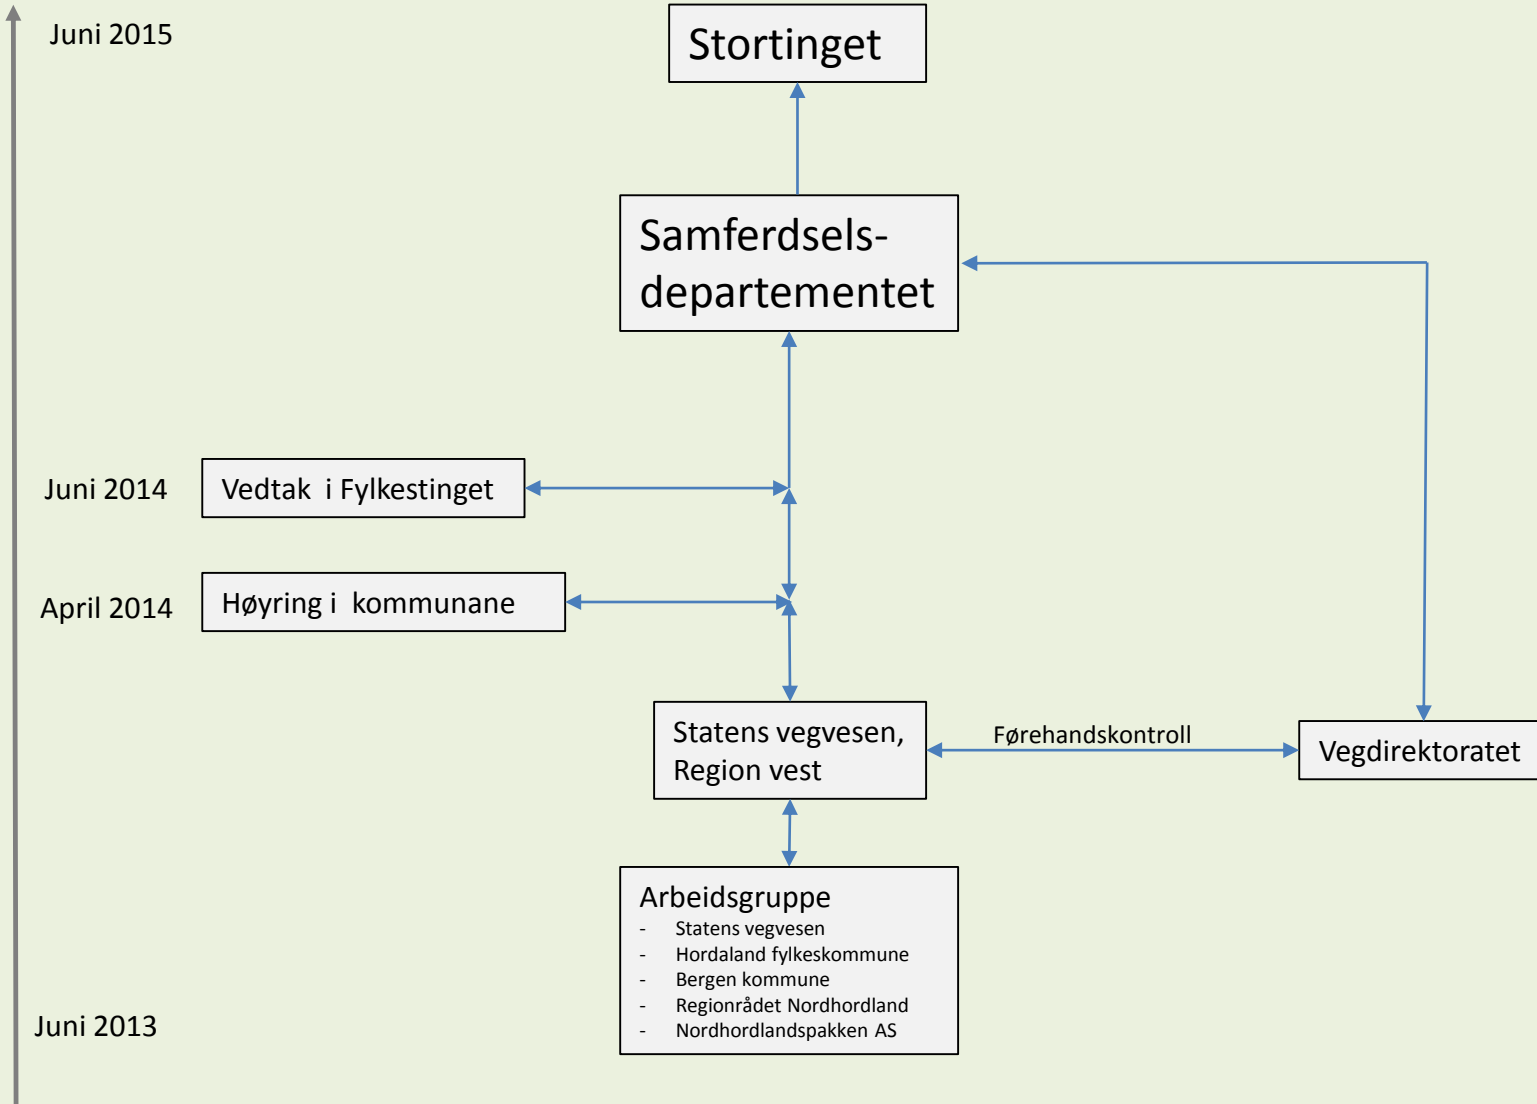 Juni 2015
Stortinget
Samferdsels-
departementet
Juni 2014
Vedtak i Fylkestinget
April 2014
Høyring i kommunane
Statens vegvesen,
Region vest
Førehandskontroll
Vegdirektoratet
Arbeidsgruppe
- Statens vegvesen
- Hordaland fylkeskommune
- Bergen kommune
- Regionrådet Nordhordland
- Nordhordlandspakken AS
Juni 2013